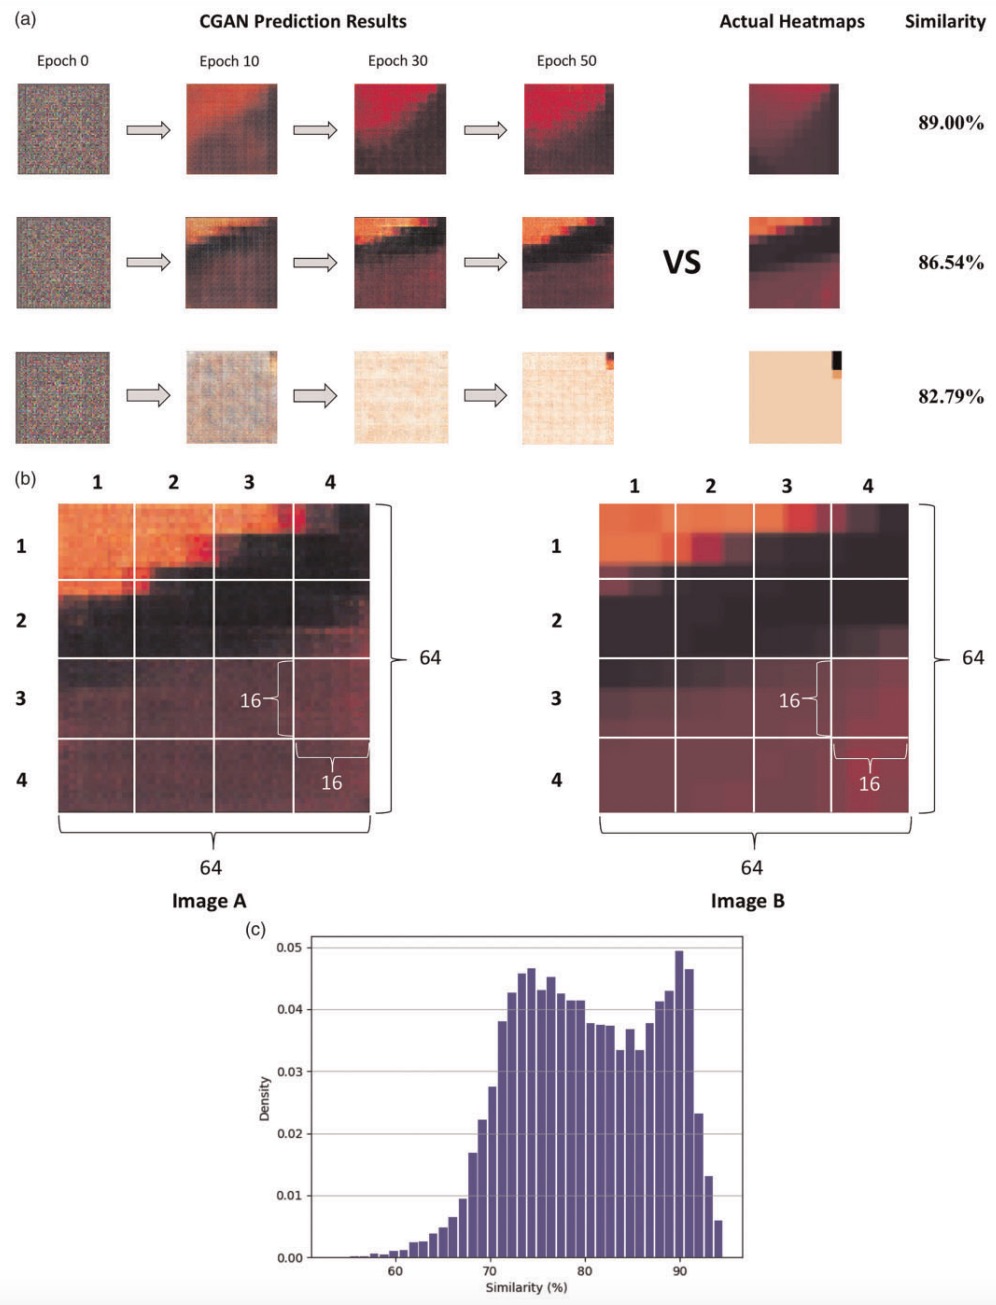 (a)
CGAN Prediction Results
Actual Heatmaps
Similarity
Epoch 0
Epoch 10
Epoch 30
Epoch 50
89.00%
VS
86.54%
82.79%
(b)
1 2 3 4
1 2 3 4
1
1
2
2
64
64
3
16
3
16
4
16
4
16
64
64
Image A
Image B
(c)
0.05
0.04
0.03
Density
0.02
0.01
0.00
60 70 80 90
Similarity (%)